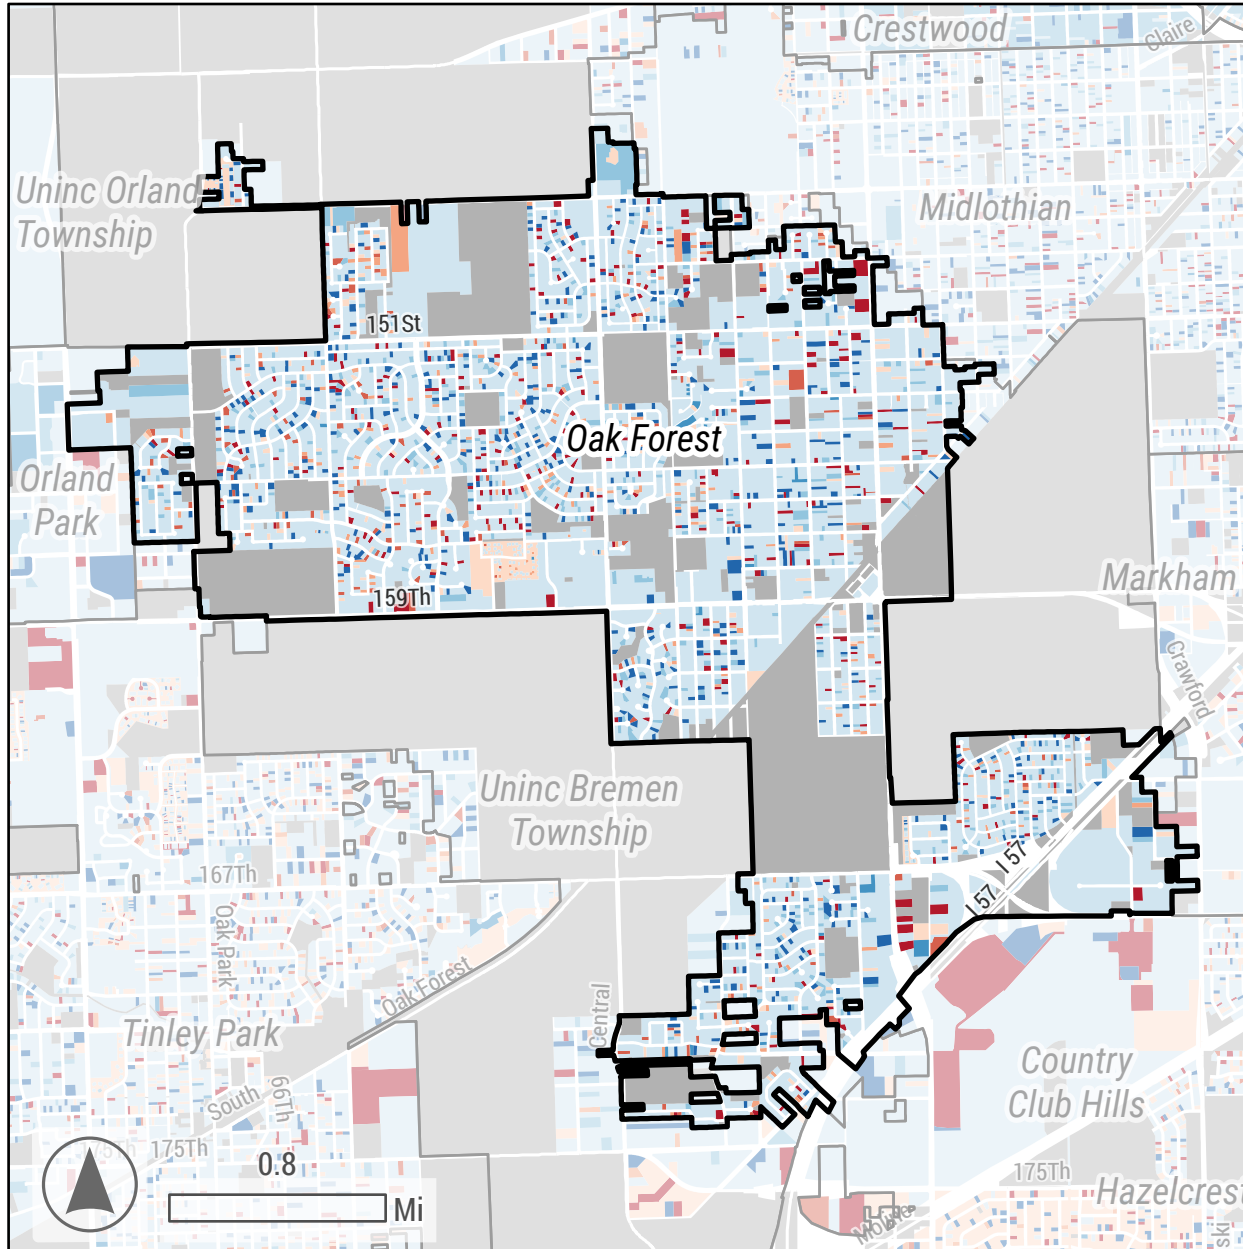 Crestwood
Claire
Uninc Orland
Township
Midlothian
151St
Oak Forest
Orland
Park
Markham
159Th
Crawford
Uninc Bremen
Township
I 57
I 57
167Th
Oak Park
Oak Forest
Central
Tinley Park
Country
Club Hills
South
66Th
175Th
175Th
0.8
Mi
175Th
Hazelcrest
ski